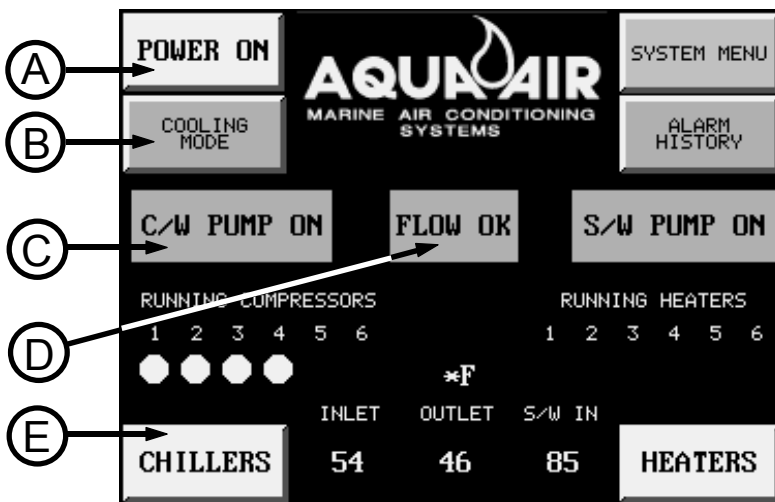 A
POWER ON
AQUA AIR
MARINE AIR CONDITIONING
SYSTEMS
SYSTEM MENU
B
COOLING
MODE
ALARM
HISTORY
C
C/W PUMP ON
FLOW OK
S/W PUMP ON
D
RUNNING COMPRESSORS
RUNNING HEATERS
1 2 3 4 5 6
1 2 3 4 5 6
*F
E
INLET OUTLET S/W IN
CHILLERS
54 46 85
HEATERS